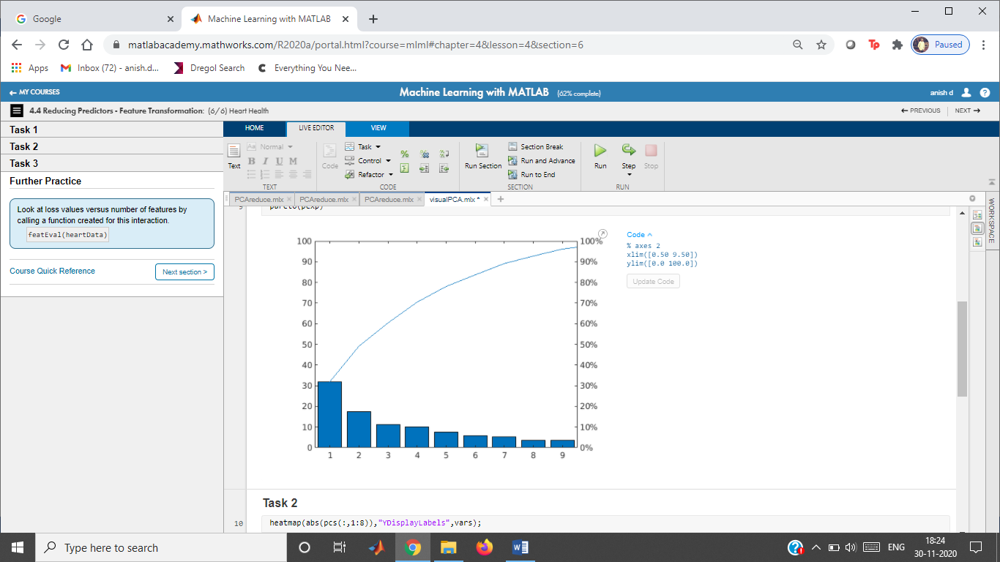 Google
Machine Learning with MATLAB
matlabacademy.mathworks.com/R2020a/portal.html?course=mlml#chapter=4&lesson=4&section=6
Paused
Apps
Inbox (72) - anish.d...
Dregol Search
Everything You Nee...
← MY COURSES
Machine Learning with MATLAB (62% complete)
anish d
4.4 Reducing Predictors - Feature Transformation: (6/6) Heart Health
← PREVIOUS
NEXT →
Task 1
Task 2
Task 3
Further Practice
Look at loss values versus number of features by
calling a function created for this interaction.
featEval(heartData)
Course Quick Reference
Next section >
HOME
LIVE EDITOR
VIEW
Text
Aa Normal
B I U M
TEXT
Code
Task
Control
Refactor
CODE
Run Section
Section Break
Run and Advance
Run to End
SECTION
Run
Step
Stop
RUN
PCAreduce.mlx
PCAreduce.mlx
PCAreduce.mlx
visualPCA.mlx *
WORKSPACE
9 pareto(pexp)
100
90
80
70
60
50
40
30
20
10
0
100%
90%
80%
70%
60%
50%
40%
30%
20%
10%
0%
1 2 3 4 5 6 7 8 9
Code
% axes 2
xlim([0.50 9.50])
ylim([0.0 100.0])
Update Code
Task 2
10 heatmap(abs(pcs(:,1:8)),"YDisplayLabels",vars);
Type here to search
ENG
18:24
30-11-2020